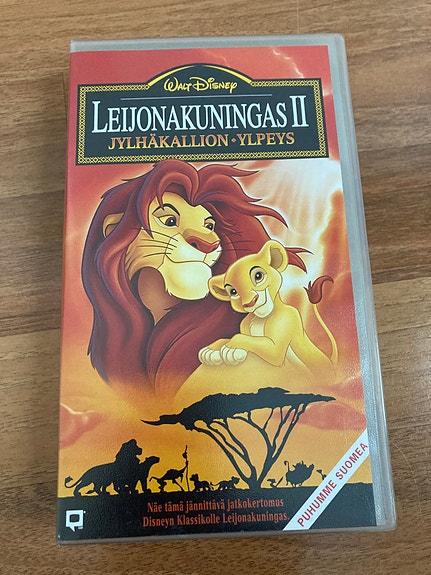 WALT DISNEY
LEIJONAKUNINGAS II
JYLHÄKALLION YLPEYS
Näe tämä jännittävä jatkokertomus
Disneyn Klassikolle Leijonakuningas.
PUHUMME SUOMEA